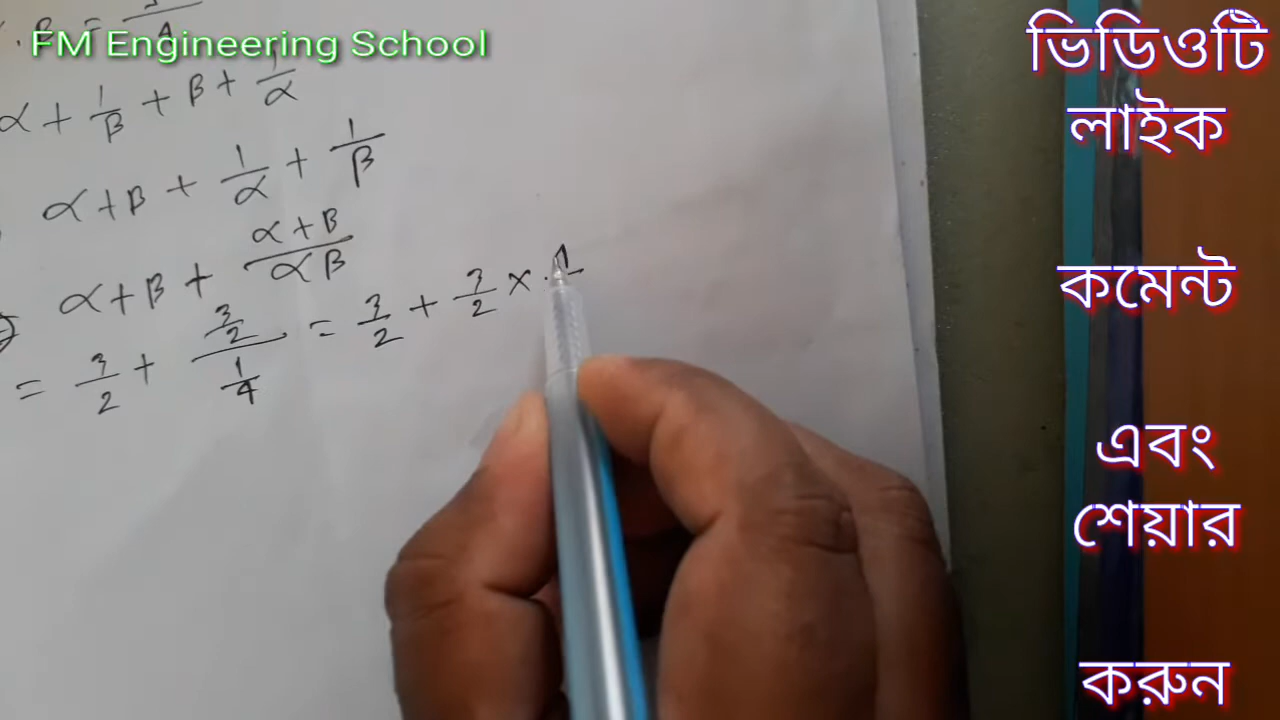 FM Engineering School
α + 1/β + β + 1/α
α + β + 1/α + 1/β
α + β + (α + β)/(αβ)
= 3/2 + (3/2)/(1/4) = 3/2 + 3/2 × 4
ভিডিওটি
লাইক
কমেন্ট
এবং
শেয়ার
করুন